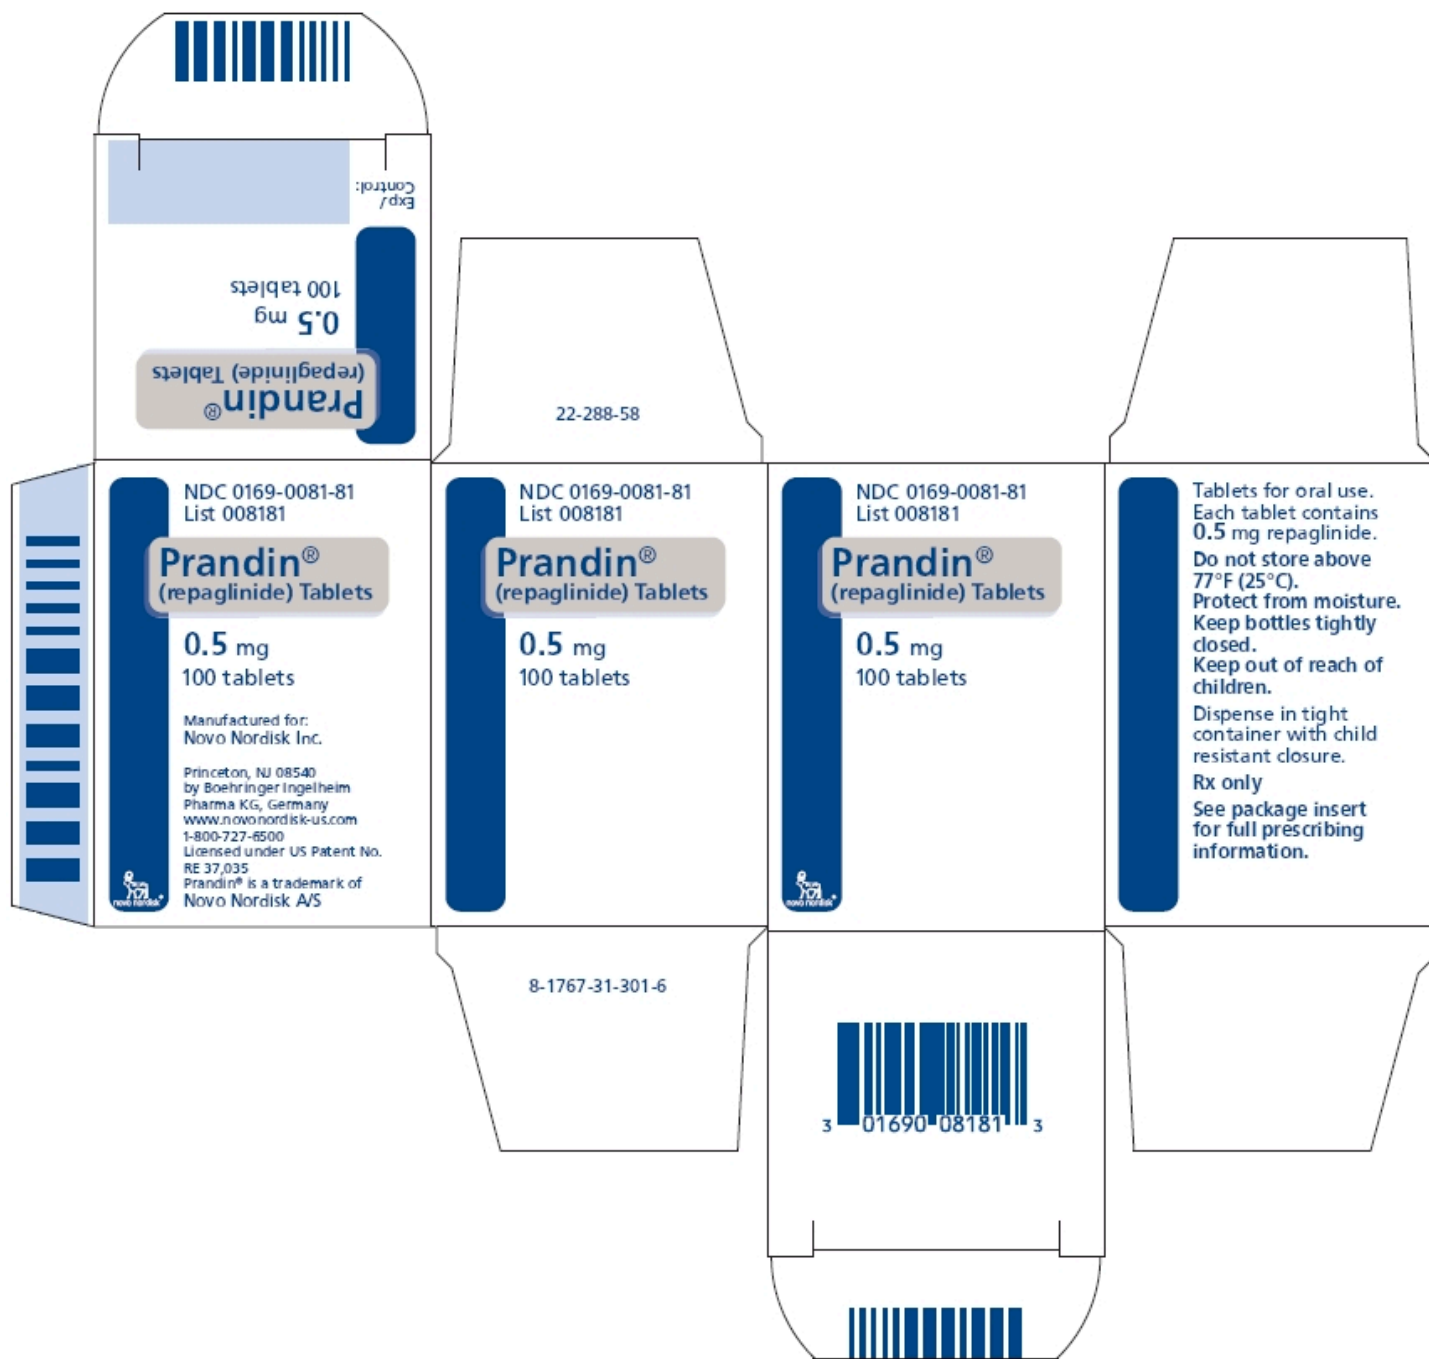 Exp/
Control:
100 tablets
0.5 mg
Prandin®
(repaglinide) Tablets
22-288-58
NDC 0169-0081-81
List 008181
Prandin®
(repaglinide) Tablets
0.5 mg
100 tablets
Manufactured for:
Novo Nordisk Inc.
Princeton, NJ 08540
by Boehringer Ingelheim
Pharma KG, Germany
www.novonordisk-us.com
1-800-727-6500
Licensed under US Patent No.
RE 37,035
Prandin® is a trademark of
Novo Nordisk A/S
novo nordisk®
NDC 0169-0081-81
List 008181
Prandin®
(repaglinide) Tablets
0.5 mg
100 tablets
NDC 0169-0081-81
List 008181
Prandin®
(repaglinide) Tablets
0.5 mg
100 tablets
novo nordisk®
Tablets for oral use.
Each tablet contains
0.5 mg repaglinide.
Do not store above
77°F (25°C).
Protect from moisture.
Keep bottles tightly
closed.
Keep out of reach of
children.
Dispense in tight
container with child
resistant closure.
Rx only
See package insert
for full prescribing
information.
8-1767-31-301-6
3 01690 08181 3